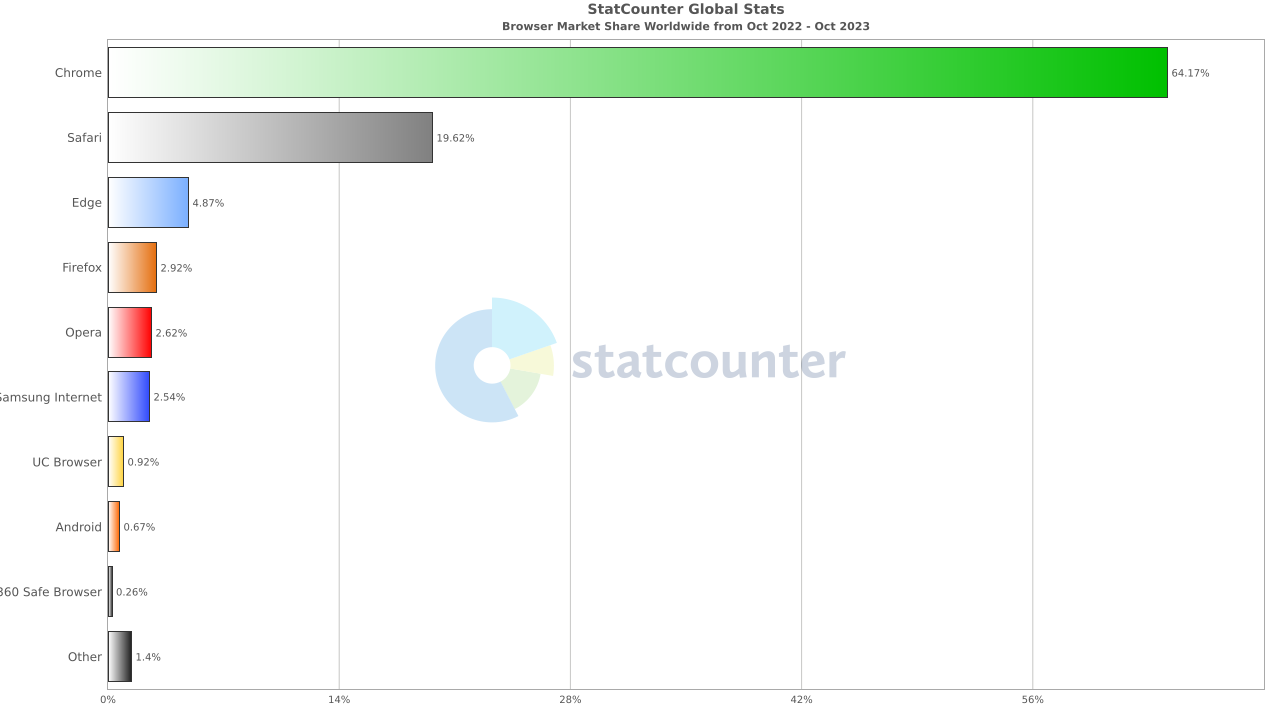 StatCounter Global Stats
Browser Market Share Worldwide from Oct 2022 - Oct 2023
Chrome 64.17%
Safari 19.62%
Edge 4.87%
Firefox 2.92%
Opera 2.62%
Samsung Internet 2.54%
UC Browser 0.92%
Android 0.67%
360 Safe Browser 0.26%
Other 1.4%
0% 14% 28% 42% 56%
statcounter